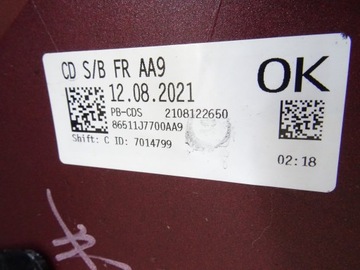 CD S/B FR AA9
OK
12.08.2021
PB-CDS 2108122650
86511J7700AA9
Shift: C ID: 7014799
02:18